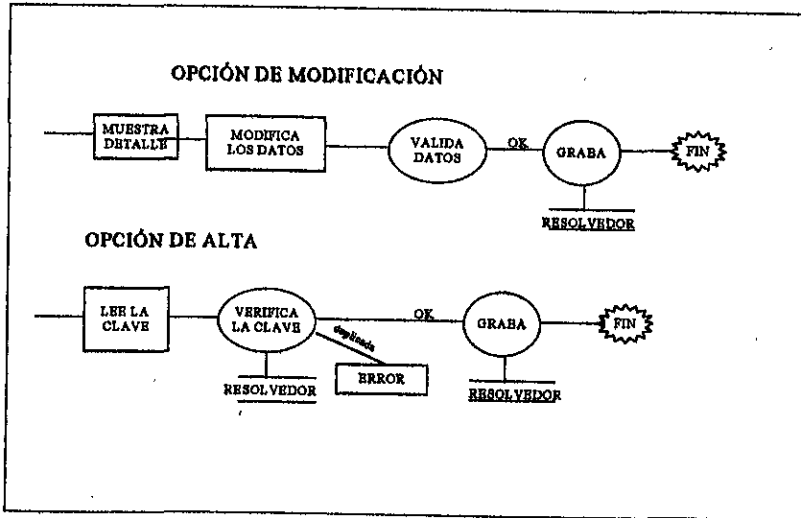 OPCIÓN DE MODIFICACIÓN
MUESTRA
DETALLE
MODIFICA
LOS DATOS
VALIDA
DATOS
OK
GRABA
FIN
RESOLVEDOR
OPCIÓN DE ALTA
LEE LA
CLAVE
VERIFICA
LA CLAVE
OK
GRABA
FIN
duplicada
ERROR
RESOLVEDOR
RESOLVEDOR